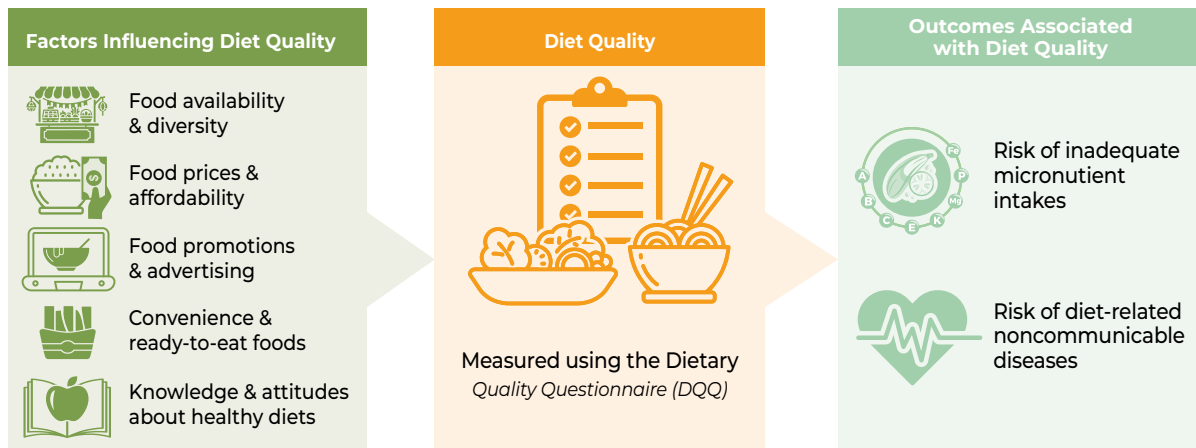 Factors Influencing Diet Quality
Food availability
& diversity
Food prices &
affordability
$
Food promotions
& advertising
Convenience &
ready-to-eat foods
Knowledge & attitudes
about healthy diets
Diet Quality
Measured using the Dietary
Quality Questionnaire (DQQ)
Outcomes Associated
with Diet Quality
Fe
A
P
B
Mg
C
E
K
Risk of inadequate
micronutient
intakes
Risk of diet-related
noncommunicable
diseases